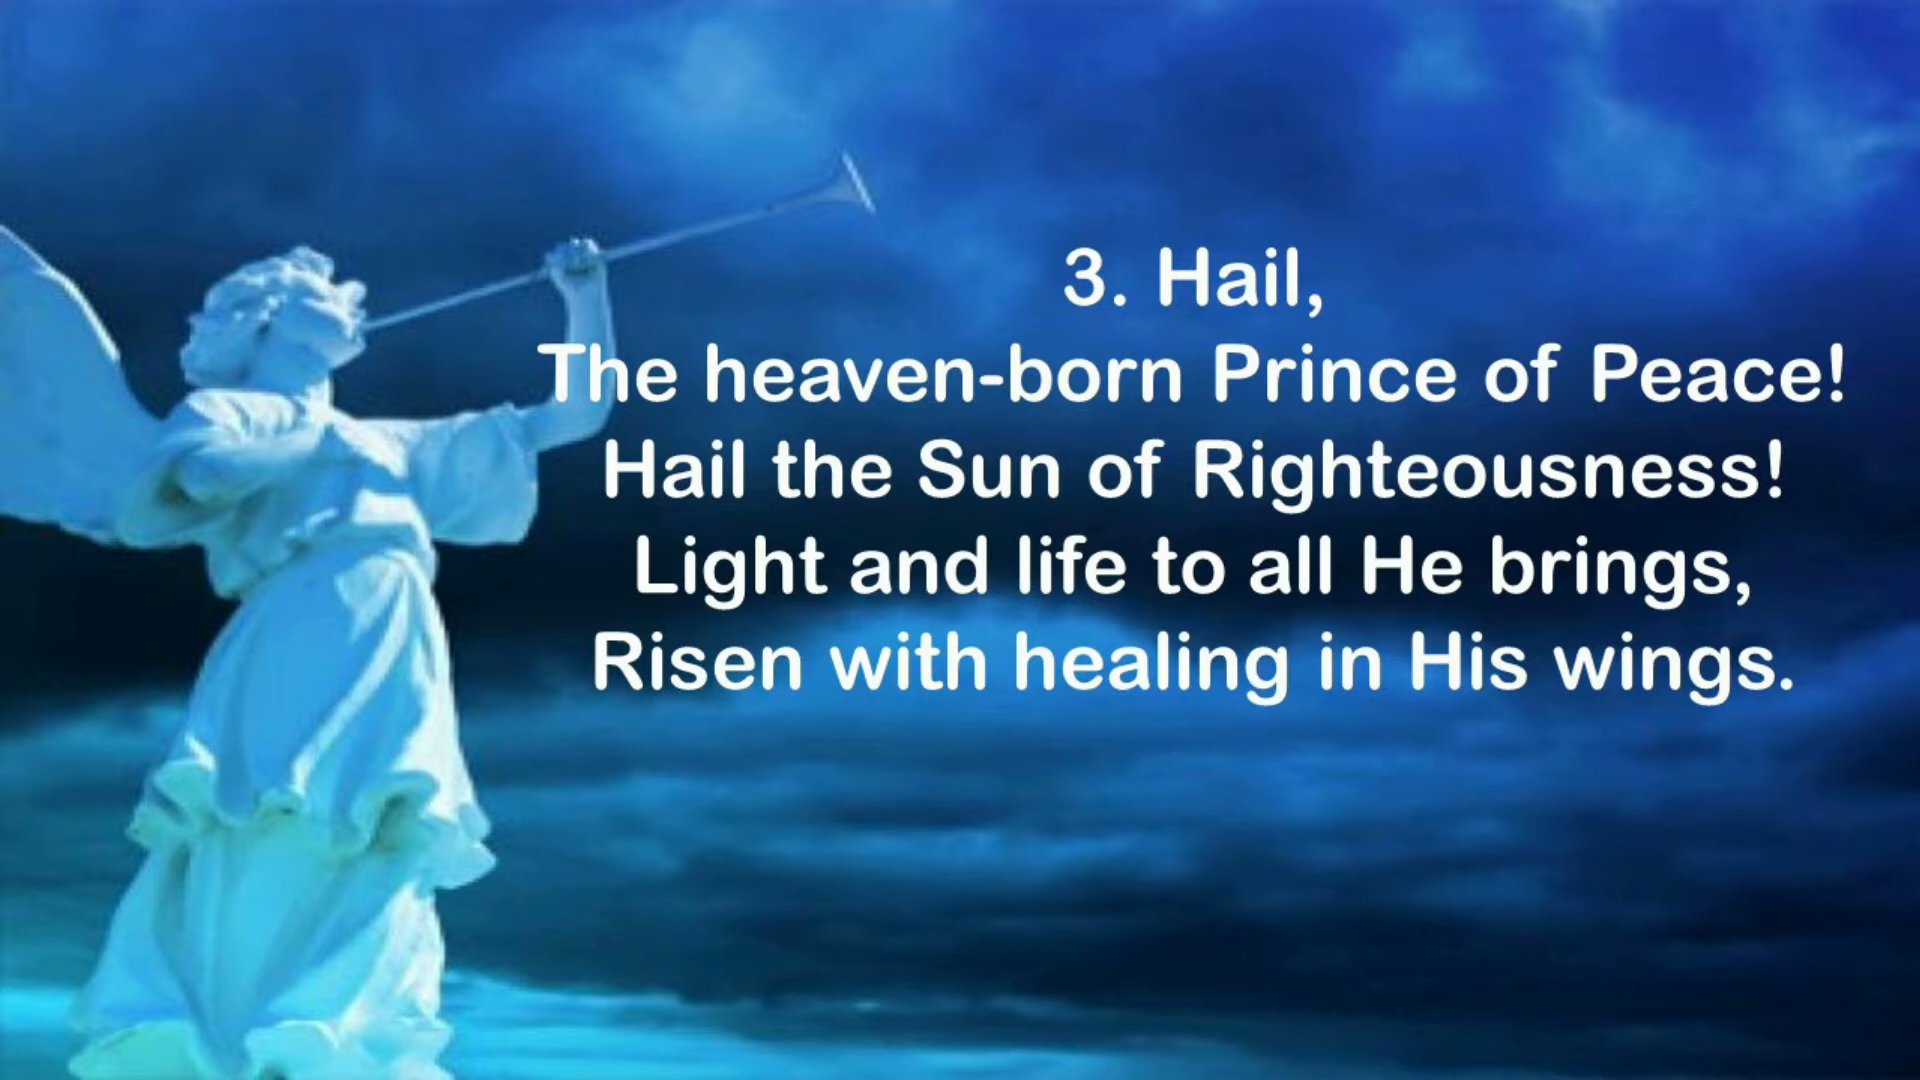 3. Hail,
The heaven-born Prince of Peace!
Hail the Sun of Righteousness!
Light and life to all He brings,
Risen with healing in His wings.